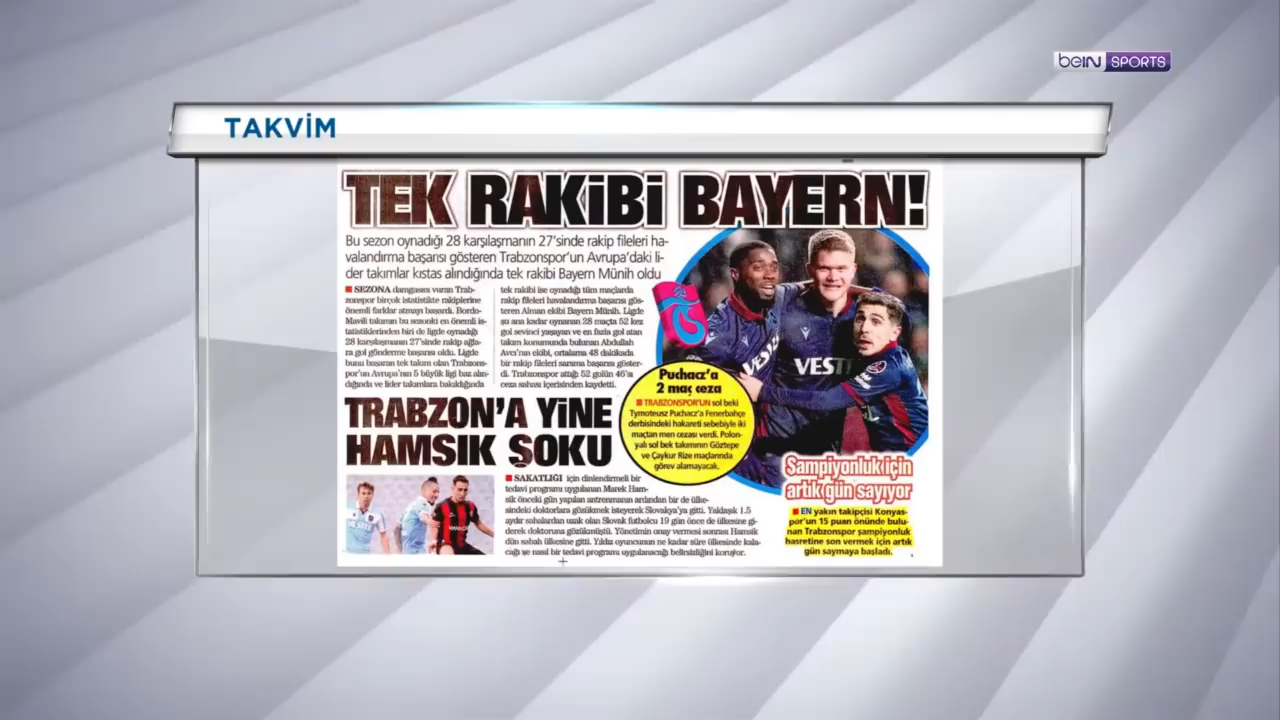 beIN SPORTS
TAKVİM
TEK RAKİBİ BAYERN!
Bu sezon oynadığı 28 karşılaşmanın 27'sinde rakip fileleri ha-
valandırma başarısı gösteren Trabzonspor'un Avrupa'daki li-
der takımlar kıstas alındığında tek rakibi Bayern Münih oldu
SEZONA damgasını vuran Trab-
zonspor birçok istatistikte rakiplerine
önemli farklar atmayı başardı. Bordo-
Mavili takımın bu sezonki en önemli is-
tatistiklerinden biri de ligde oynadığı
28 karşılaşmanın 27'sinde rakip ağla-
ra gol gönderme başarısı oldu. Ligde
bunu başaran tek takım olan Trabzons-
por'un Avrupa'nın 5 büyük ligi baz alın-
dığında ve lider takımlara bakıldığında
tek rakibi ise oynadığı tüm maçlarda
rakip fileleri havalandırma başarısı gös-
teren Alman ekibi Bayern Münih. Ligde
şu ana kadar oynanan 28 maçta 52 kez
gol sevinci yaşayan ve en fazla gol atan
takım konumunda bulunan Abdullah
Avcı'nın ekibi, ortalama 48 dakikada
bir rakip fileleri sarsma başarısı göster-
di. Trabzonspor attığı 52 golün 46'sı
ceza sahası içerisinden kaydetti.
VESTE
VESTE
Puchacz'a
2 maç ceza
TRABZONSPOR'UN sol beki
Tymoteusz Puchacz'a Fenerbahçe
derbisindeki hakareti sebebiyle iki
maçtan men cezası verdi. Polon-
yalı sol bek takımının Göztepe
ve Çaykur Rize maçlarında
görev alamayacak.
TRABZON'A YİNE
HAMSIK ŞOKU
SAKATLIĞI için dinlendirmeli bir
tedavi programı uygulanan Marek Ham-
sik önceki gün yapılan antrenmanın ardından bir de ülke-
sindeki doktorlara gözükmek isteyerek Slovakya'ya gitti. Yaklaşık 1.5
aydır sahalardan uzak olan Slovak futbolcu 19 gün önce de ülkesine gi-
derek doktoruna gözükmüştü. Yönetimin onay vermesi sonrası Hamsik
dün sabah ülkesine gitti. Yıldız oyuncunun ne kadar süre ülkesinde kala-
cağı ve nasıl bir tedavi programı uygulanacağı belirsizliğini koruyor.
Şampiyonluk için
artık gün sayıyor
EN yakın takipçisi Konyas-
por'un 15 puan önünde bulu-
nan Trabzonspor şampiyonluk
hasretine son vermek için artık
gün saymaya başladı.